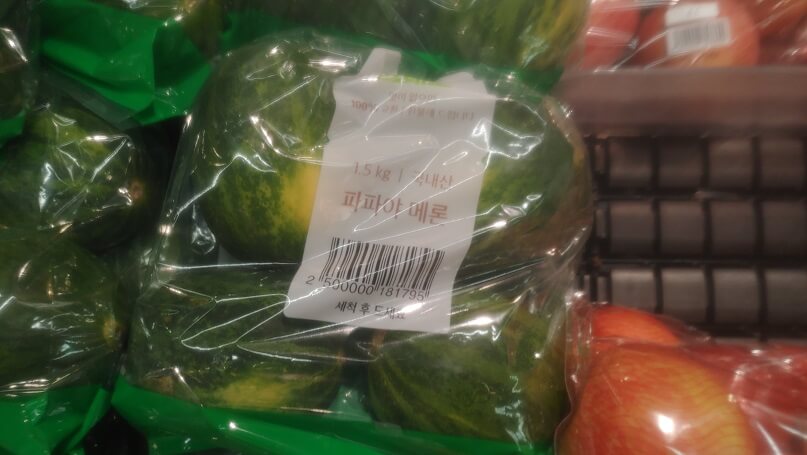 100%
1.5 kg | 국내산
파파야 메론
2 500000 181795
세척 후 드세요